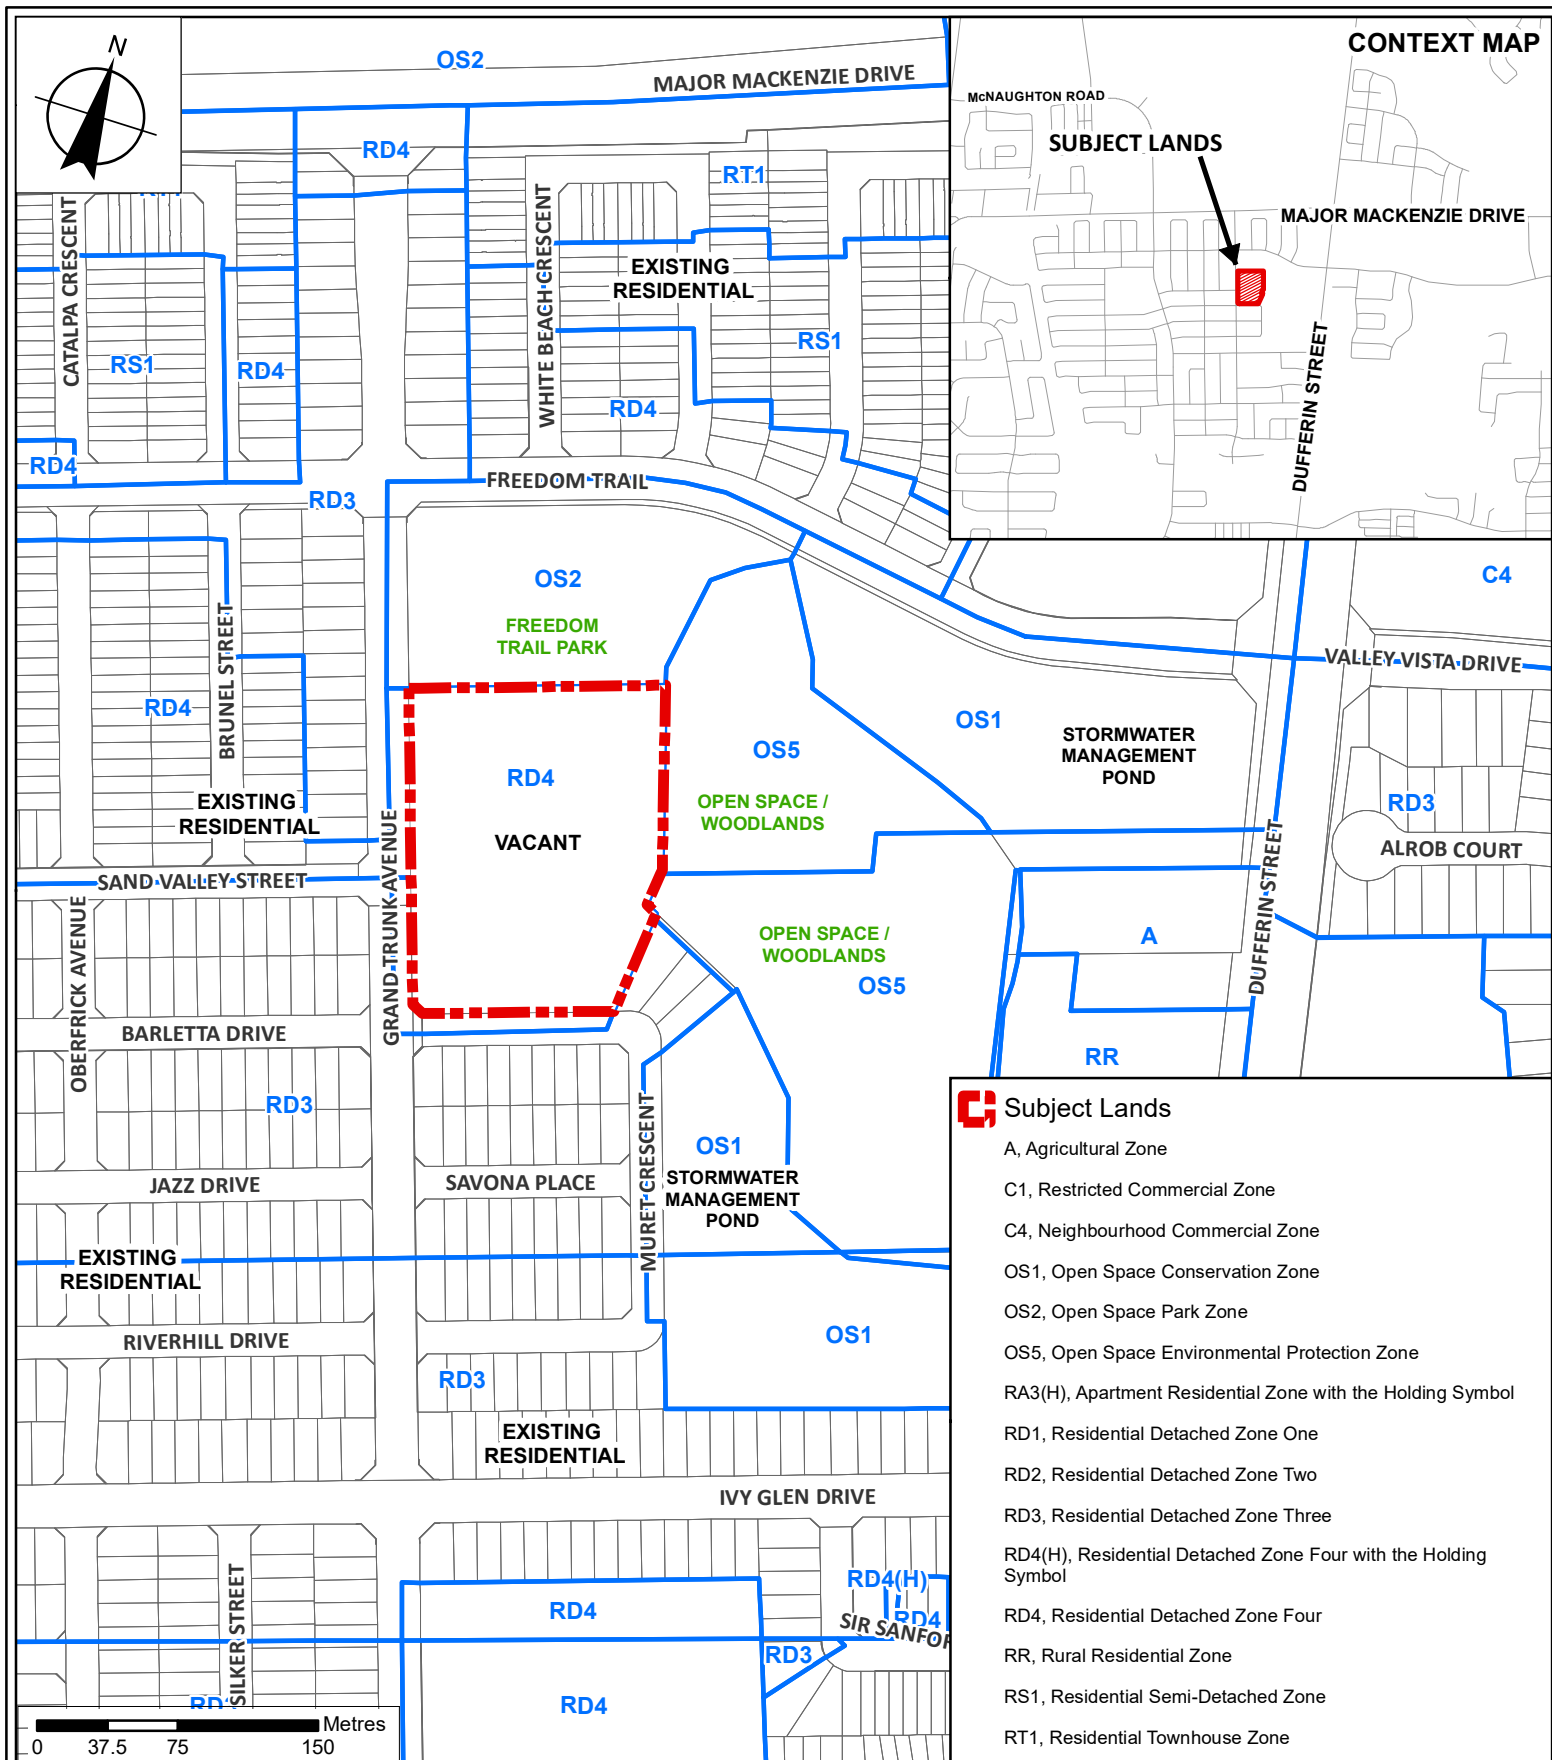 N
OS2
MAJOR MACKENZIE DRIVE
RD4
RT1
CATALPA CRESCENT
WHITE BEACH CRESCENT
EXISTING
RESIDENTIAL
RS1
RD4
RS1
RD4
RD4
FREEDOM TRAIL
RD3
CONTEXT MAP
McNAUGHTON ROAD
SUBJECT LANDS
MAJOR MACKENZIE DRIVE
DUFFERIN STREET
OS2
FREEDOM
TRAIL PARK
C4
VALLEY VISTA DRIVE
BRUNEL STREET
RD4
OS1
STORMWATER
MANAGEMENT
POND
OS5
RD4
OPEN SPACE /
WOODLANDS
EXISTING
RESIDENTIAL
VACANT
RD3
ALROB COURT
GRAND TRUNK AVENUE
DUFFERIN STREET
SAND VALLEY STREET
OBERFRICK AVENUE
OPEN SPACE /
WOODLANDS
OS5
A
BARLETTA DRIVE
RR
RD3
MURET CRESCENT
OS1
STORMWATER
MANAGEMENT
POND
JAZZ DRIVE
SAVONA PLACE
EXISTING
RESIDENTIAL
RIVERHILL DRIVE
OS1
RD3
EXISTING
RESIDENTIAL
IVY GLEN DRIVE
SILKER STREET
RD4(H)
RD4
RD4
SIR SANFOR
RD3
RD4
Metres
0 37.5 75 150
Subject Lands
A, Agricultural Zone
C1, Restricted Commercial Zone
C4, Neighbourhood Commercial Zone
OS1, Open Space Conservation Zone
OS2, Open Space Park Zone
OS5, Open Space Environmental Protection Zone
RA3(H), Apartment Residential Zone with the Holding Symbol
RD1, Residential Detached Zone One
RD2, Residential Detached Zone Two
RD3, Residential Detached Zone Three
RD4(H), Residential Detached Zone Four with the Holding
Symbol
RD4, Residential Detached Zone Four
RR, Rural Residential Zone
RS1, Residential Semi-Detached Zone
RT1, Residential Townhouse Zone